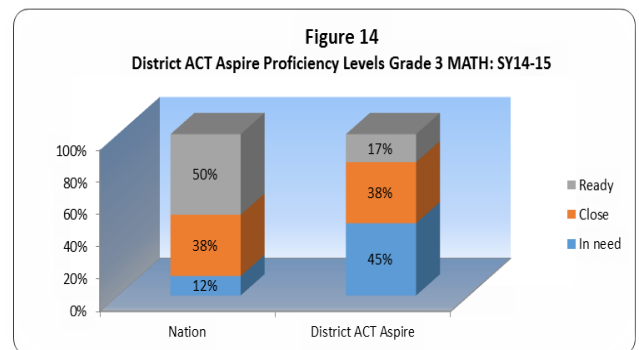 Figure 14
District ACT Aspire Proficiency Levels Grade 3 MATH: SY14-15
100%
80%
60%
40%
20%
0%
50%
38%
12%
17%
38%
45%
Nation
District ACT Aspire
Ready
Close
In need